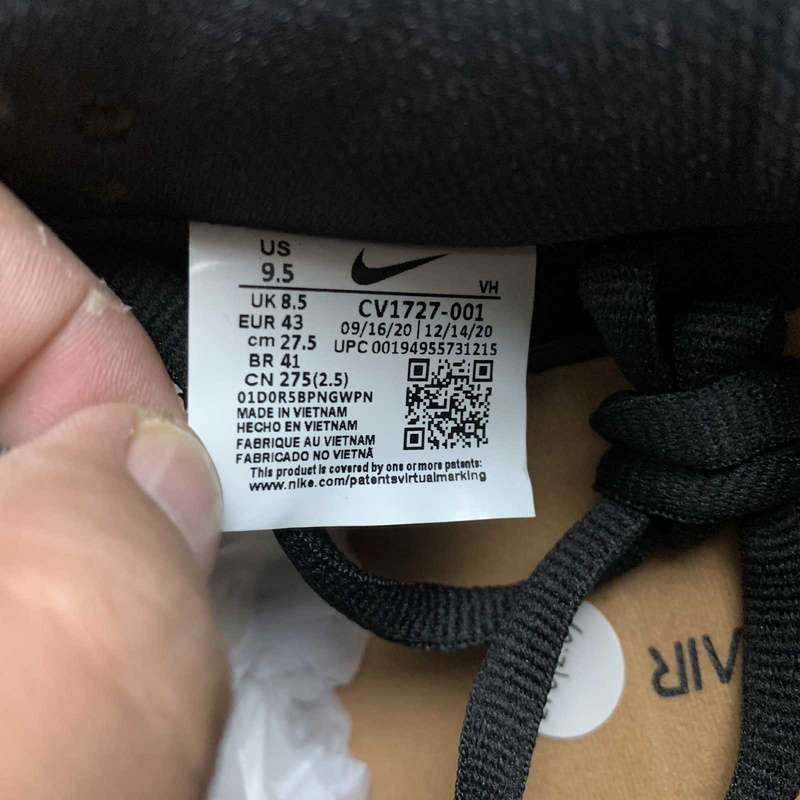 US
9.5
VH
UK 8.5
CV1727-001
EUR 43
09/16/20 | 12/14/20
cm 27.5
UPC 00194955731215
BR 41
CN 275(2.5)
01D0R5BPNGWPN
MADE IN VIETNAM
HECHO EN VIETNAM
FABRIQUE AU VIETNAM
FABRICADO NO VIETNÃ
This product is covered by one or more patents:
www.nike.com/patentsvirtualmarking
AIR